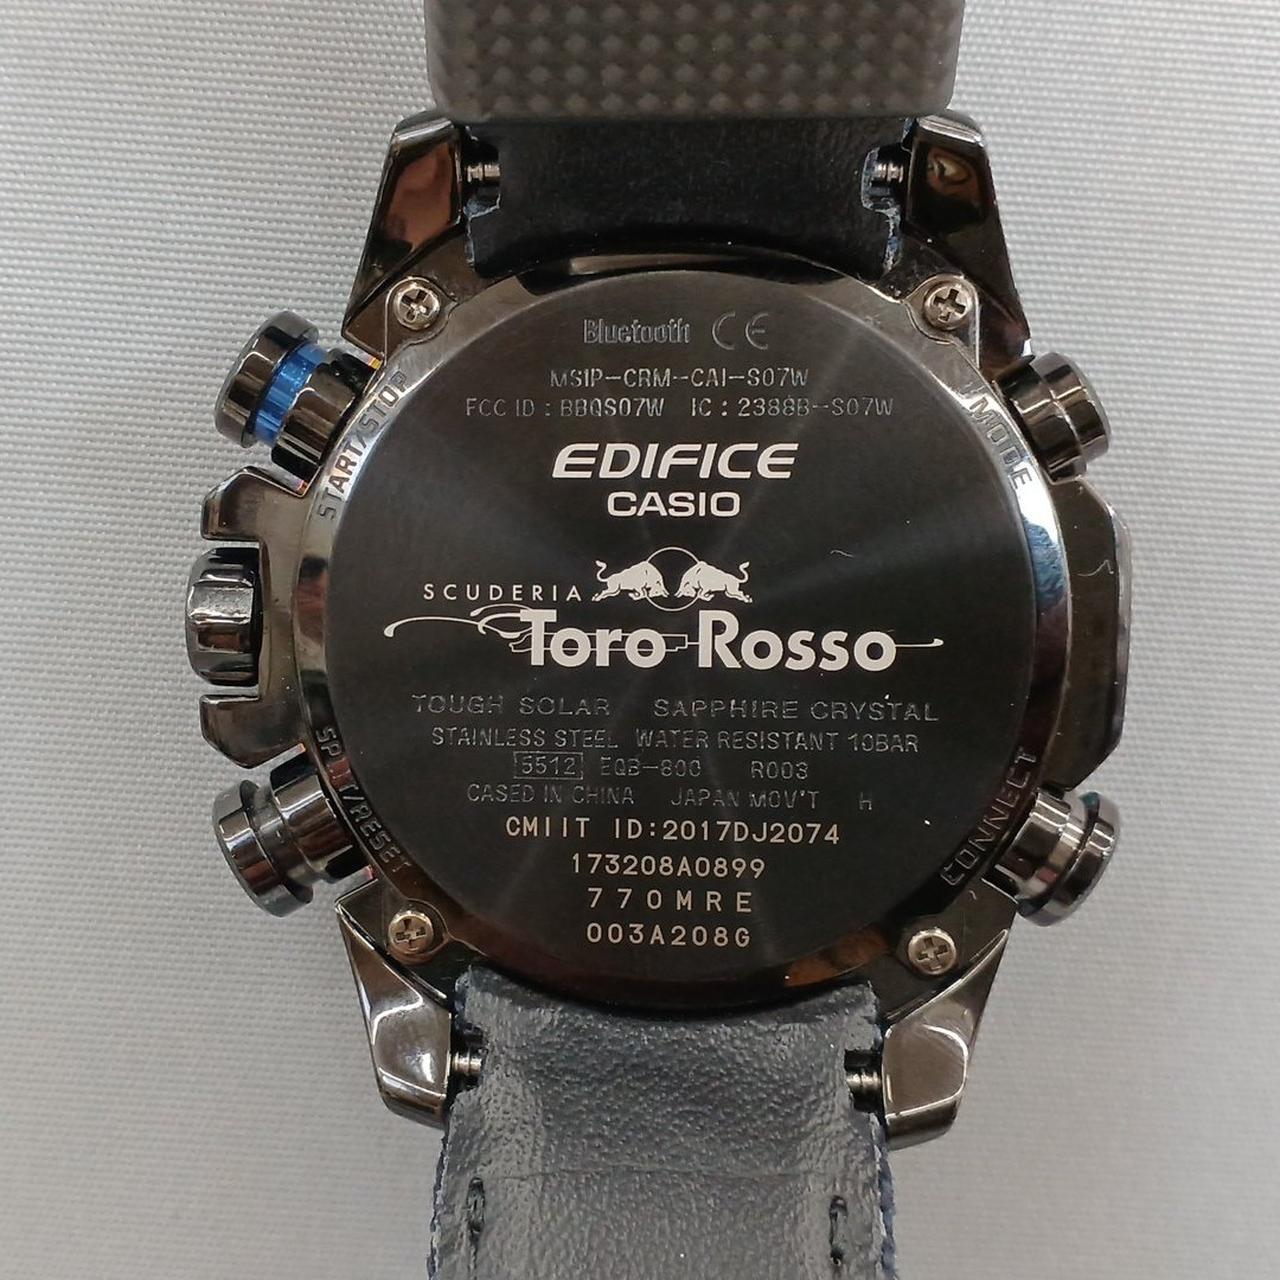 Bluetooth CE
MSIP-CRM-CAI-S07W
FCC ID : BBQS07W IC : 2388B-S07W
START/STOP
MODE
EDIFICE
CASIO
SCUDERIA
Toro Rosso
TOUGH SOLAR SAPPHIRE CRYSTAL
STAINLESS STEEL WATER RESISTANT 10BAR
5512 EQB-800 R003
CASED IN CHINA JAPAN MOV'T H
SPLIT/RESET
CONNECT
CMIIT ID:2017DJ2074
173208A0899
770MRE
003A208G